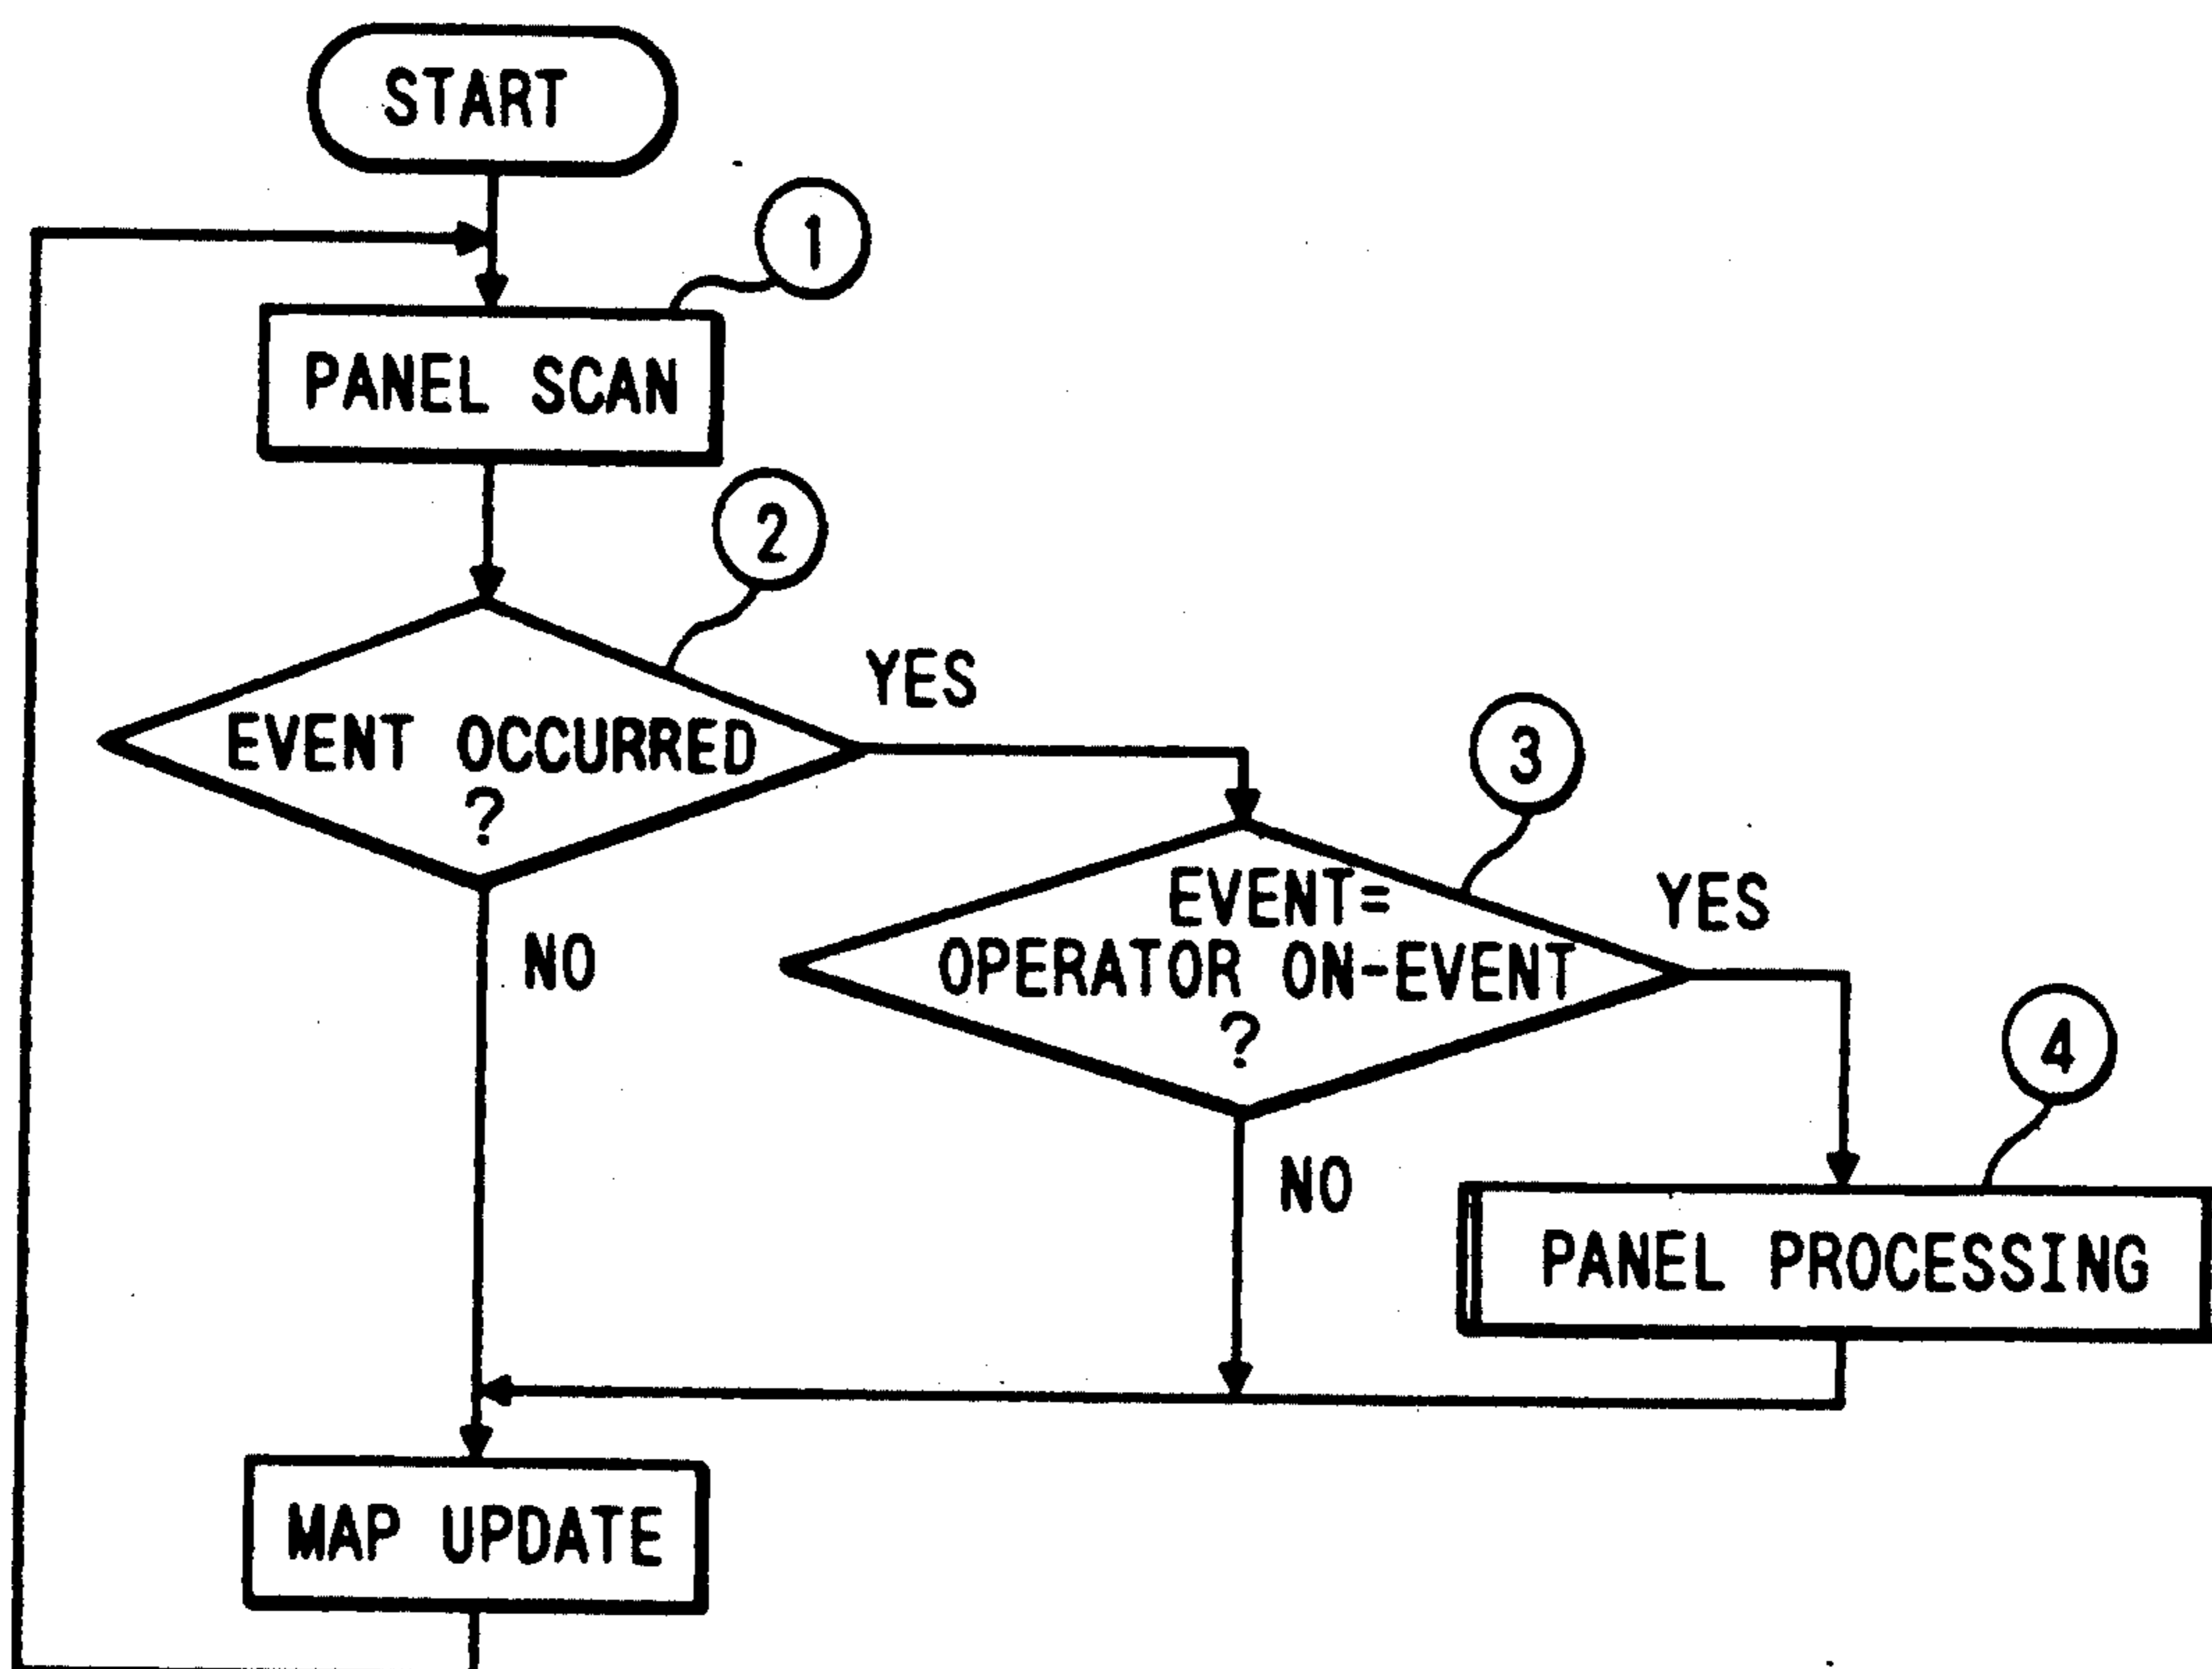 START
1
PANEL SCAN
2
EVENT OCCURRED
?
YES
NO
3
EVENT=
OPERATOR ON-EVENT
?
YES
NO
4
PANEL PROCESSING
MAP UPDATE